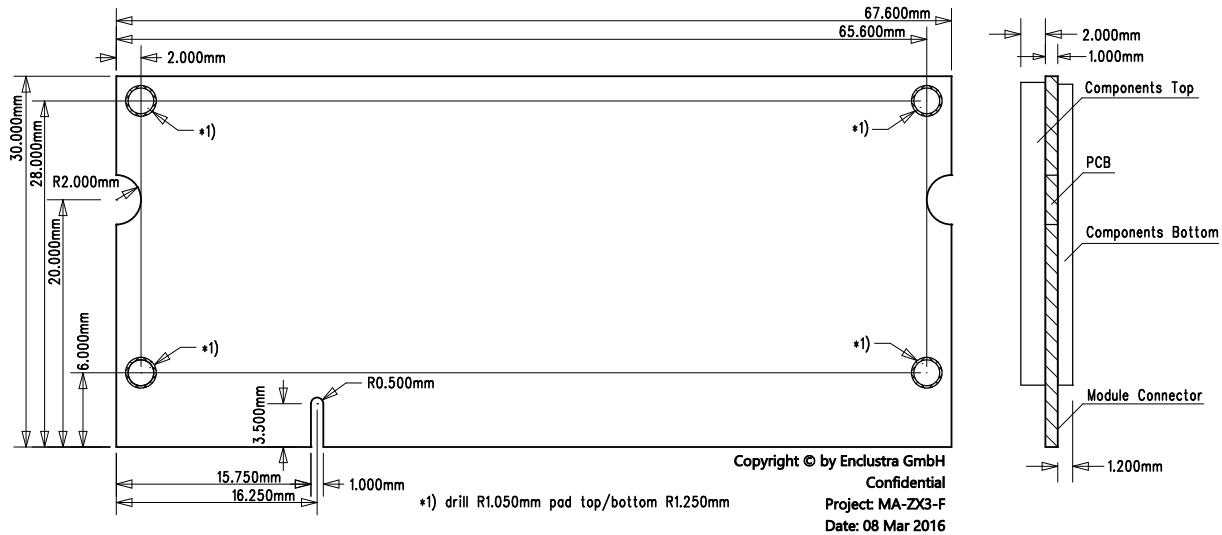 67.600mm
65.600mm
2.000mm
2.000mm
1.000mm
Components Top
*1)
*1)
30.000mm
28.000mm
R2.000mm
PCB
20.000mm
Components Bottom
*1)
*1)
6.000mm
R0.500mm
3.500mm
Module Connector
15.750mm
1.000mm
16.250mm
1.200mm
*1) drill R1.050mm pad top/bottom R1.250mm
Copyright © by Enclustra GmbH
Confidential
Project: MA-ZX3-F
Date: 08 Mar 2016